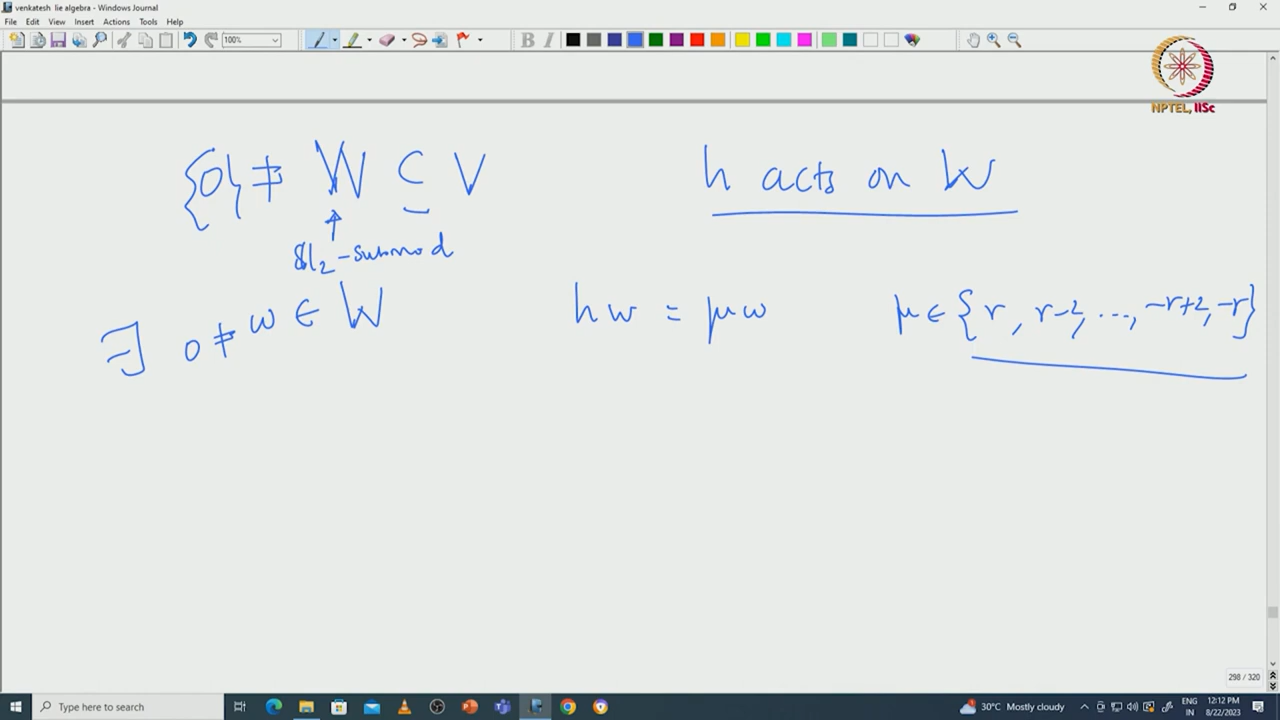 venkatesh lie algebra - Windows Journal
File Edit View Insert Actions Tools Help
100%
B I
NPTEL, IISc
{0} ≠ W ⊂ V
h acts on W
sl₂-submod
∃ 0 ≠ w ∈ W
hw = μw
μ ∈ {r, r-2, ..., -r+2, -r}
298 / 320
Type here to search
30°C Mostly cloudy
ENG
IN
12:12 PM
8/22/2023